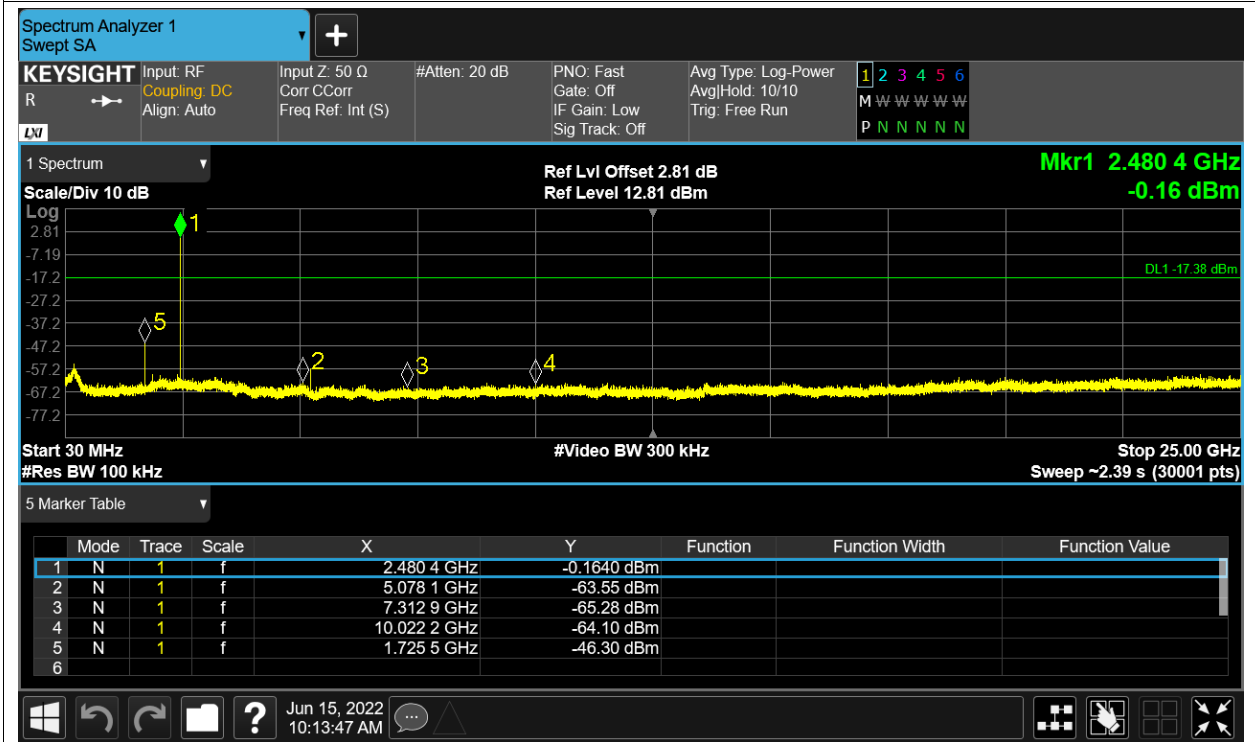 Spectrum Analyzer 1
Swept SA
+
KEYSIGHT
R
LXI
Input: RF
Coupling: DC
Align: Auto
Input Z: 50 Ω
Corr CCorr
Freq Ref: Int (S)
#Atten: 20 dB
PNO: Fast
Gate: Off
IF Gain: Low
Sig Track: Off
Avg Type: Log-Power
Avg|Hold: 10/10
Trig: Free Run
1 2 3 4 5 6
M W W W W W
P N N N N N
1 Spectrum
Scale/Div 10 dB
Ref Lvl Offset 2.81 dB
Ref Level 12.81 dBm
Mkr1 2.480 4 GHz
-0.16 dBm
Log
2.81
-7.19
-17.2
-27.2
-37.2
-47.2
-57.2
-67.2
-77.2
1
5
2
3
4
DL1 -17.38 dBm
Start 30 MHz
#Video BW 300 kHz
Stop 25.00 GHz
#Res BW 100 kHz
Sweep ~2.39 s (30001 pts)
5 Marker Table
Mode Trace Scale X Y Function Function Width Function Value
1 N 1 f 2.480 4 GHz -0.1640 dBm
2 N 1 f 5.078 1 GHz -63.55 dBm
3 N 1 f 7.312 9 GHz -65.28 dBm
4 N 1 f 10.022 2 GHz -64.10 dBm
5 N 1 f 1.725 5 GHz -46.30 dBm
6
?
Jun 15, 2022
10:13:47 AM